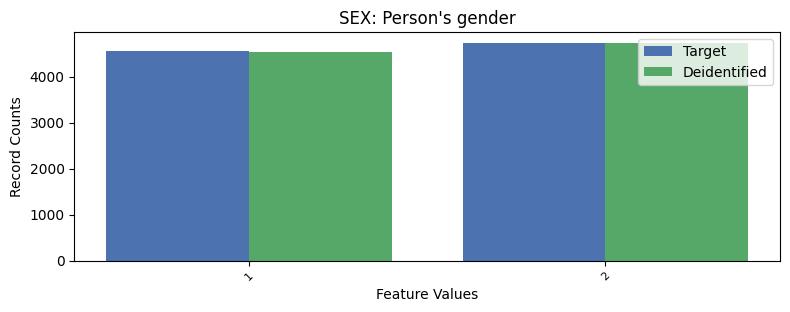 SEX: Person's gender
Target
Deidentified
4000
3000
2000
1000
0
Record Counts
1
2
Feature Values